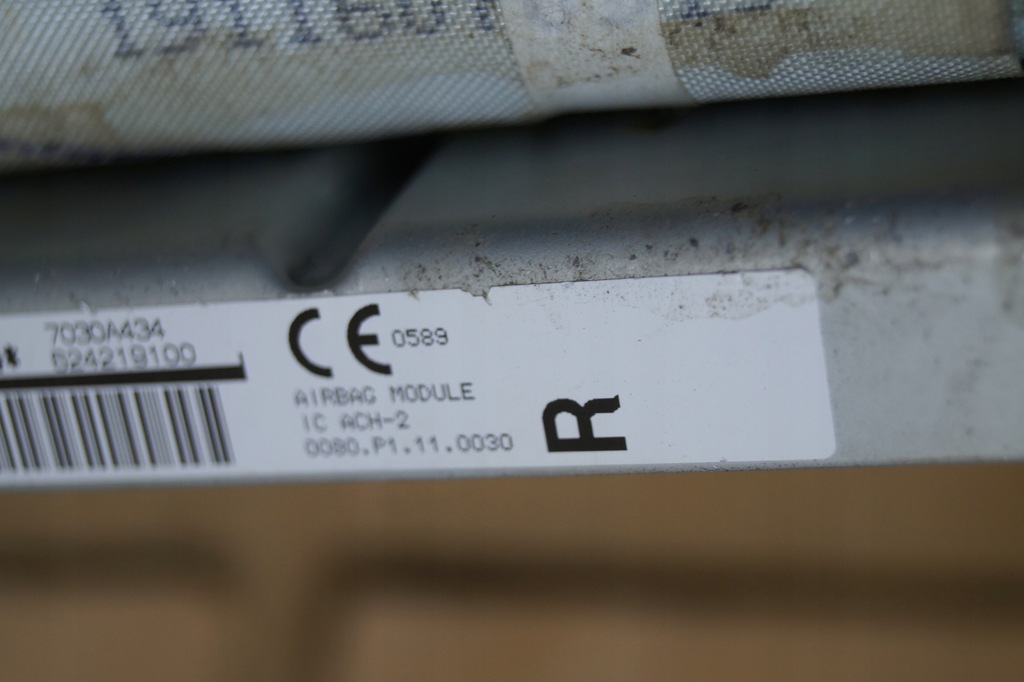 7030A434
624219100
CE 0589
AIRBAG MODULE
IC ACH-2
0080.P1.11.0030
R